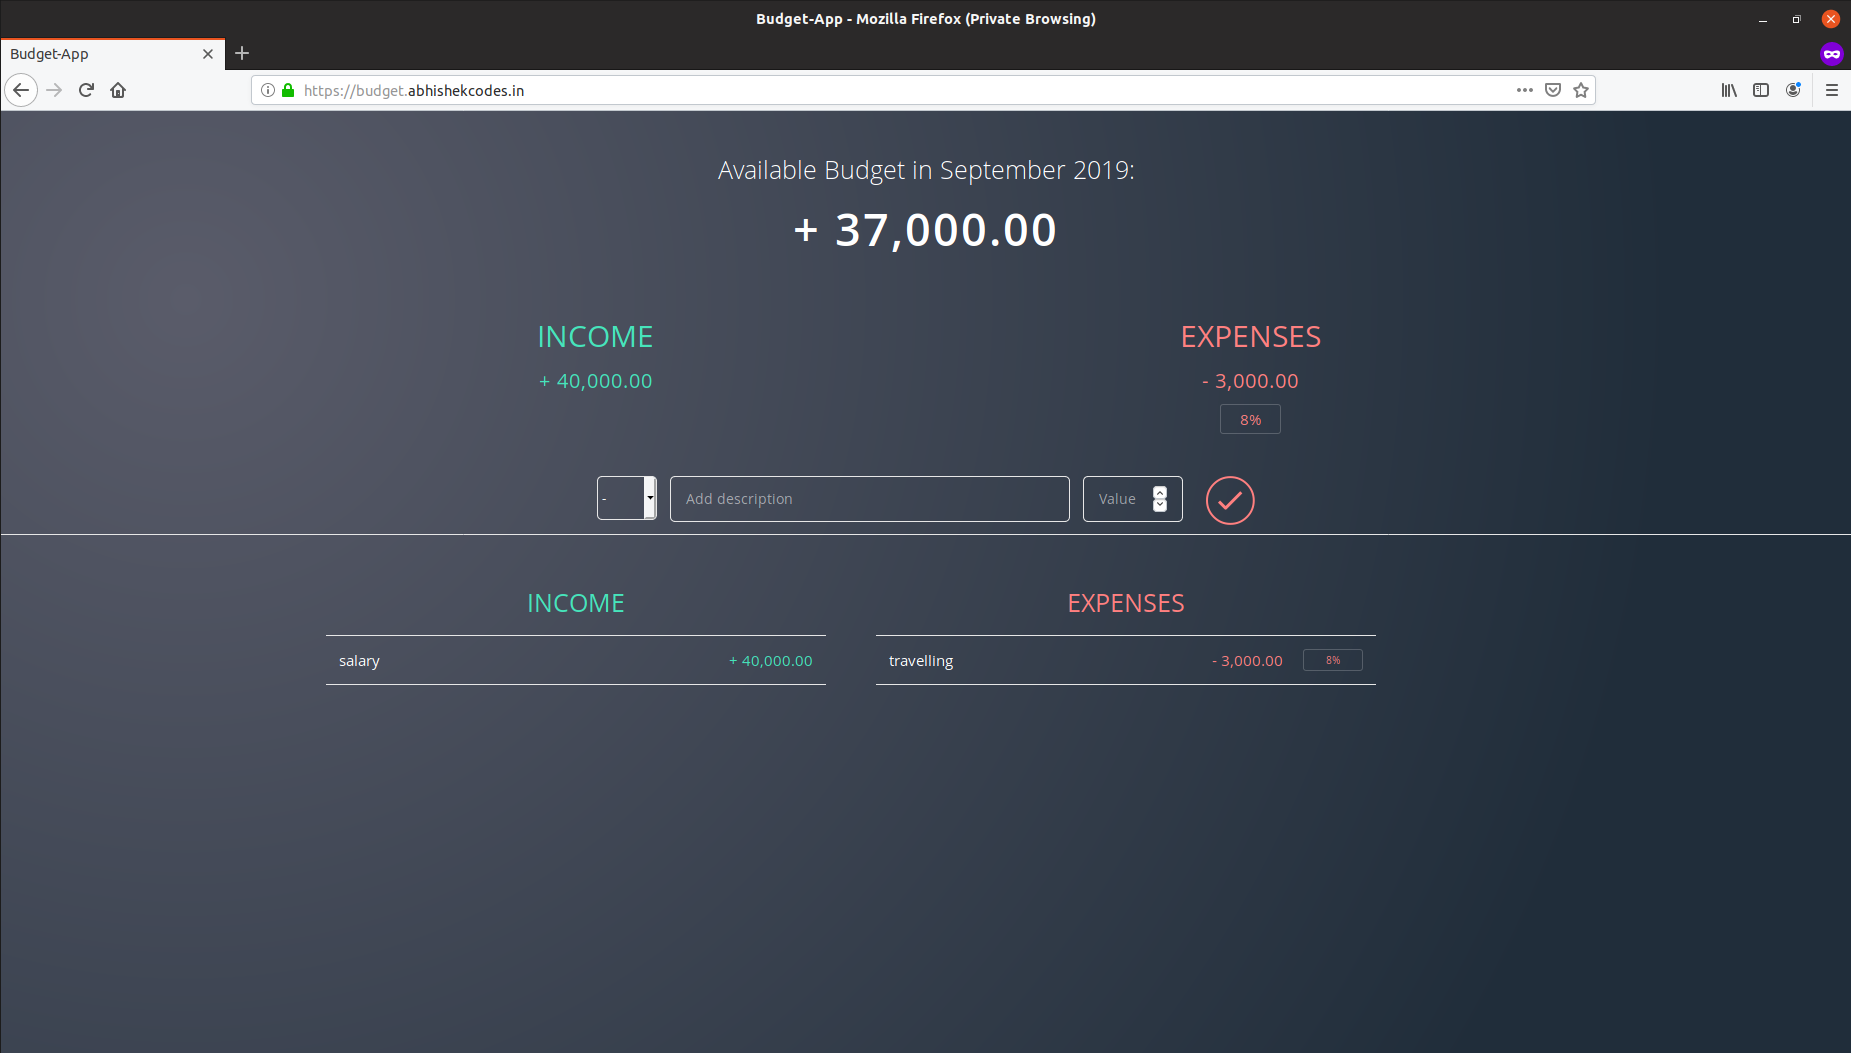 Budget-App - Mozilla Firefox (Private Browsing)
Budget-App
https://budget.abhishekcodes.in
Available Budget in September 2019:
+ 37,000.00
INCOME
+ 40,000.00
EXPENSES
- 3,000.00
8%
-
Add description
Value
INCOME
salary + 40,000.00
EXPENSES
travelling - 3,000.00 8%